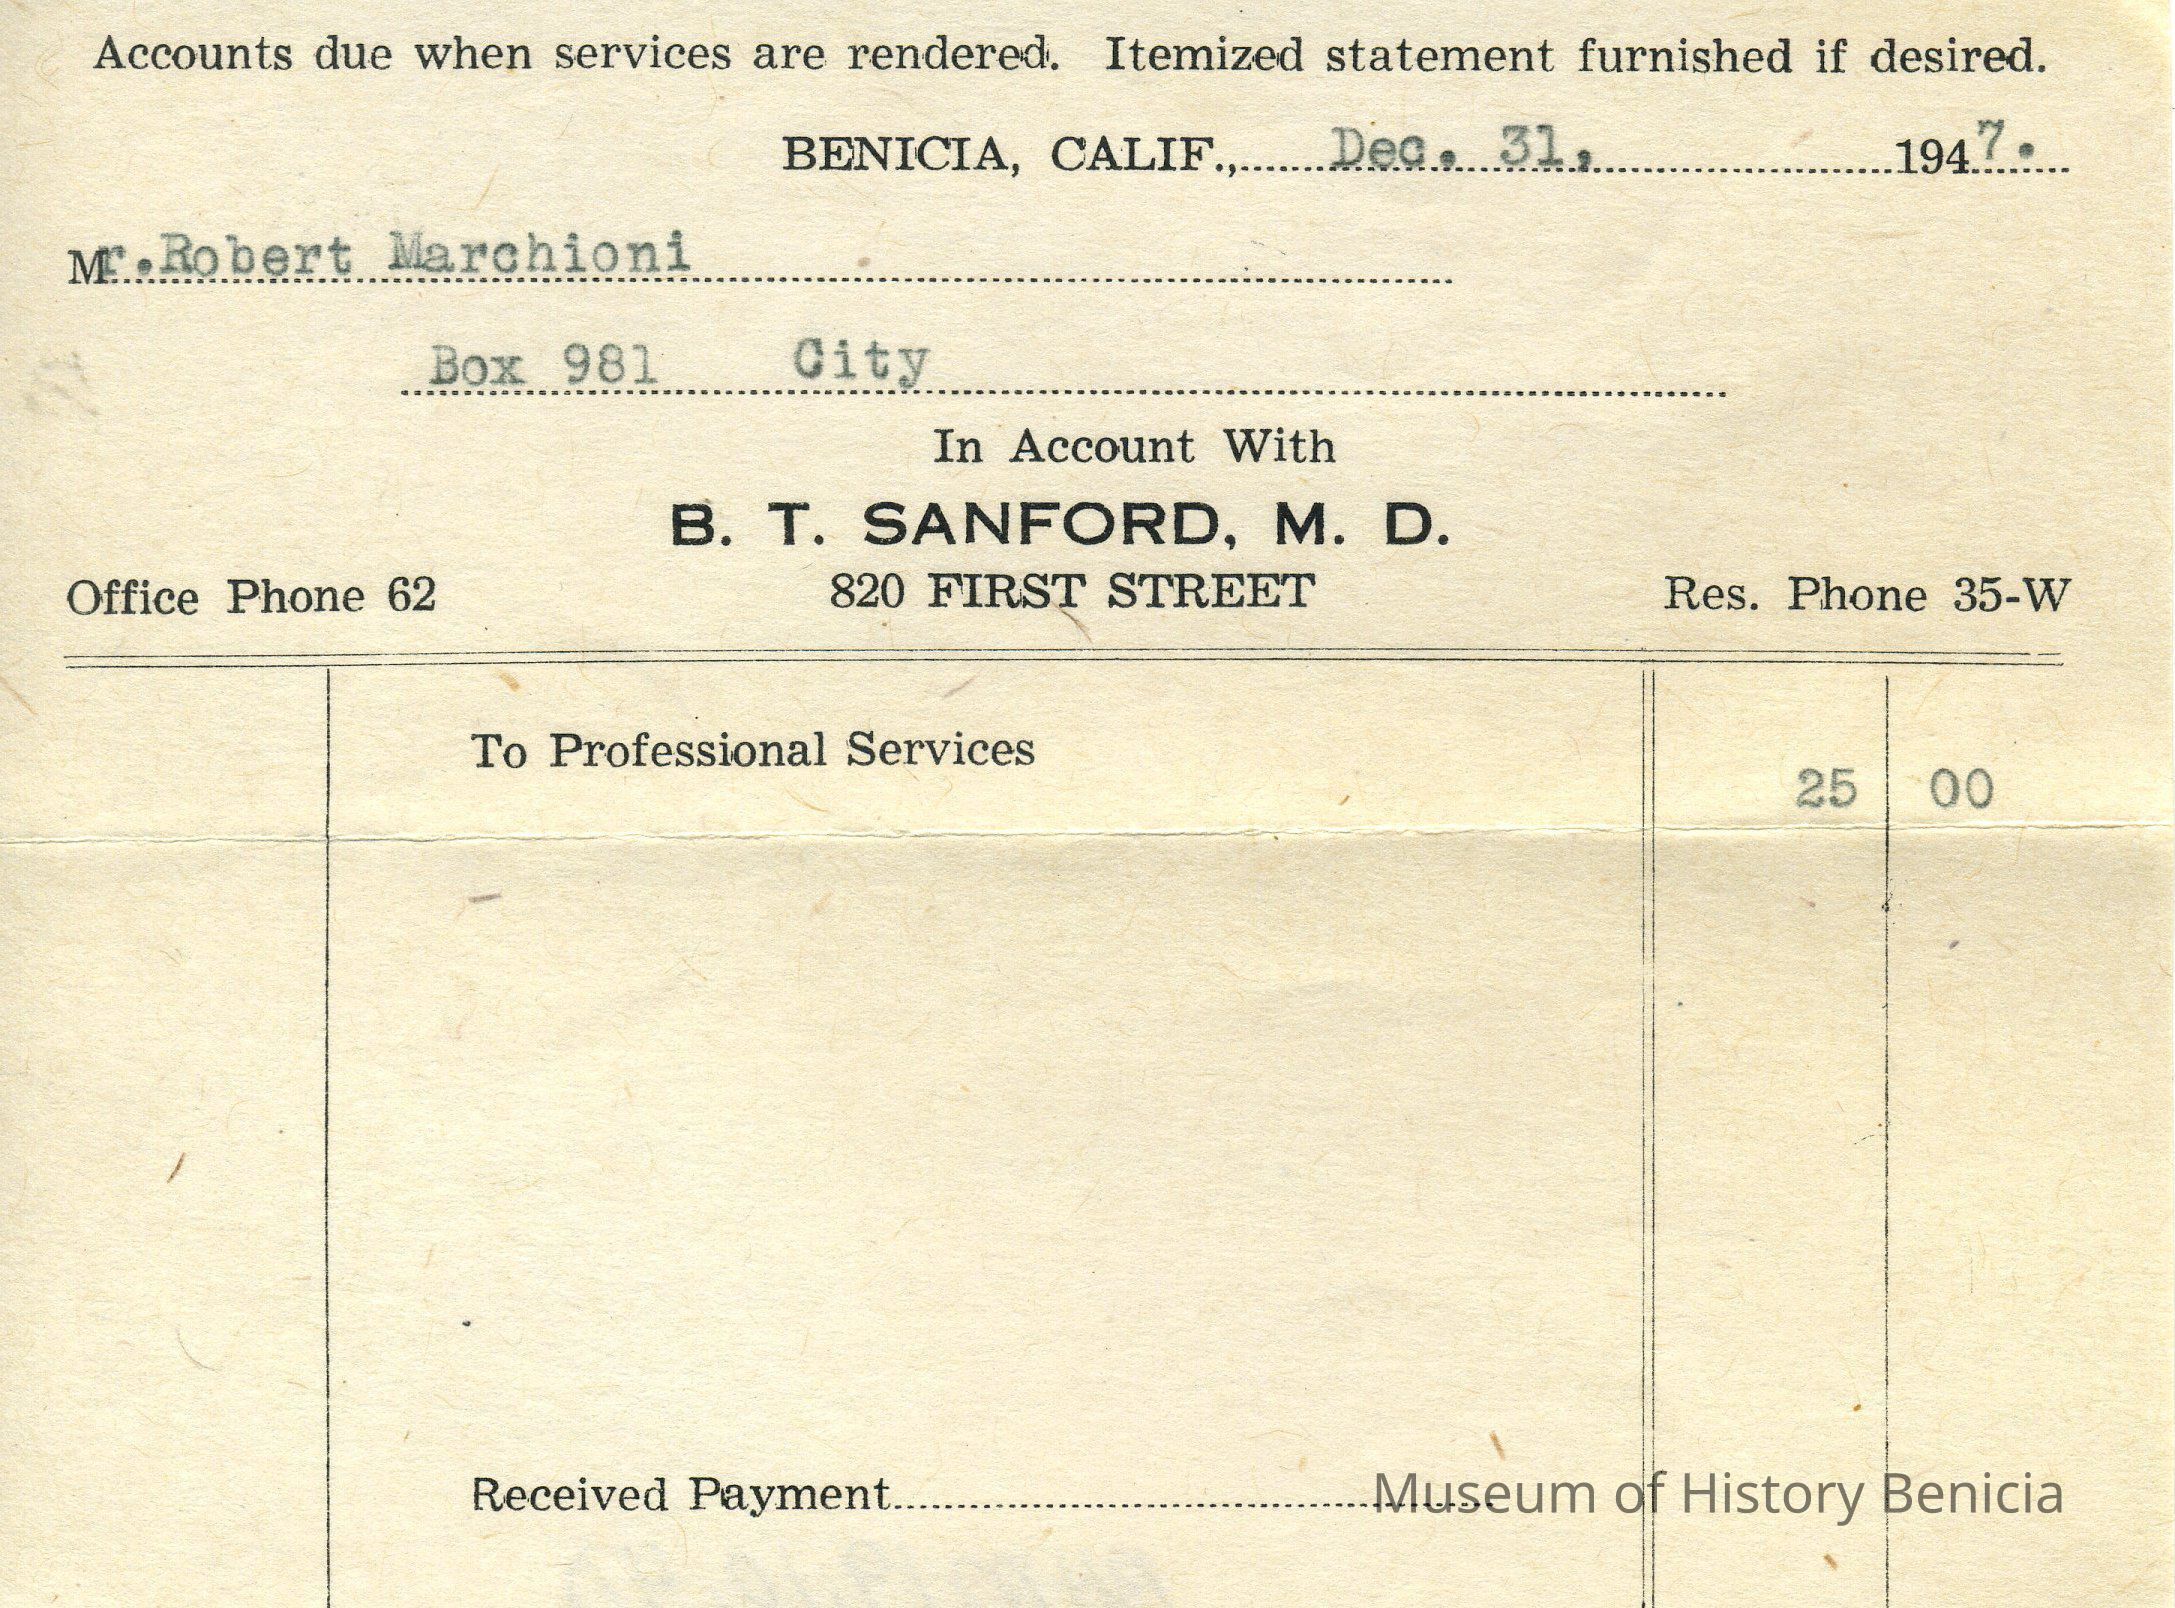 Accounts due when services are rendered. Itemized statement furnished if desired.
BENICIA, CALIF., Dec. 31, 1947.
Mr. Robert Marchioni
Box 981 City
In Account With
B. T. SANFORD, M. D.
Office Phone 62 820 FIRST STREET Res. Phone 35-W
To Professional Services
25 00
Received Payment
Museum of History Benicia